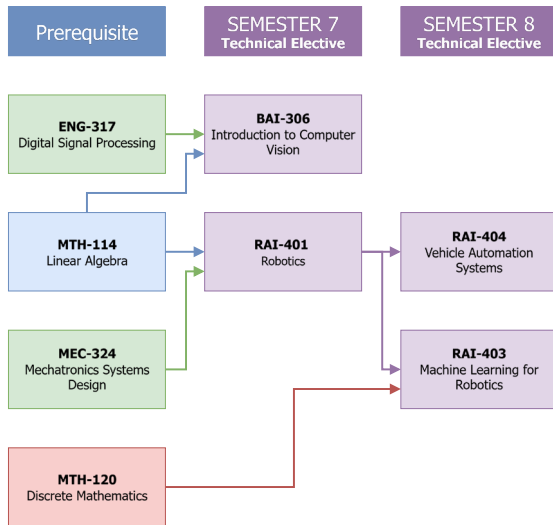 Prerequisite
SEMESTER 7
Technical Elective
SEMESTER 8
Technical Elective
ENG-317
Digital Signal Processing
BAI-306
Introduction to Computer
Vision
MTH-114
Linear Algebra
RAI-401
Robotics
RAI-404
Vehicle Automation
Systems
MEC-324
Mechatronics Systems
Design
RAI-403
Machine Learning for
Robotics
MTH-120
Discrete Mathematics